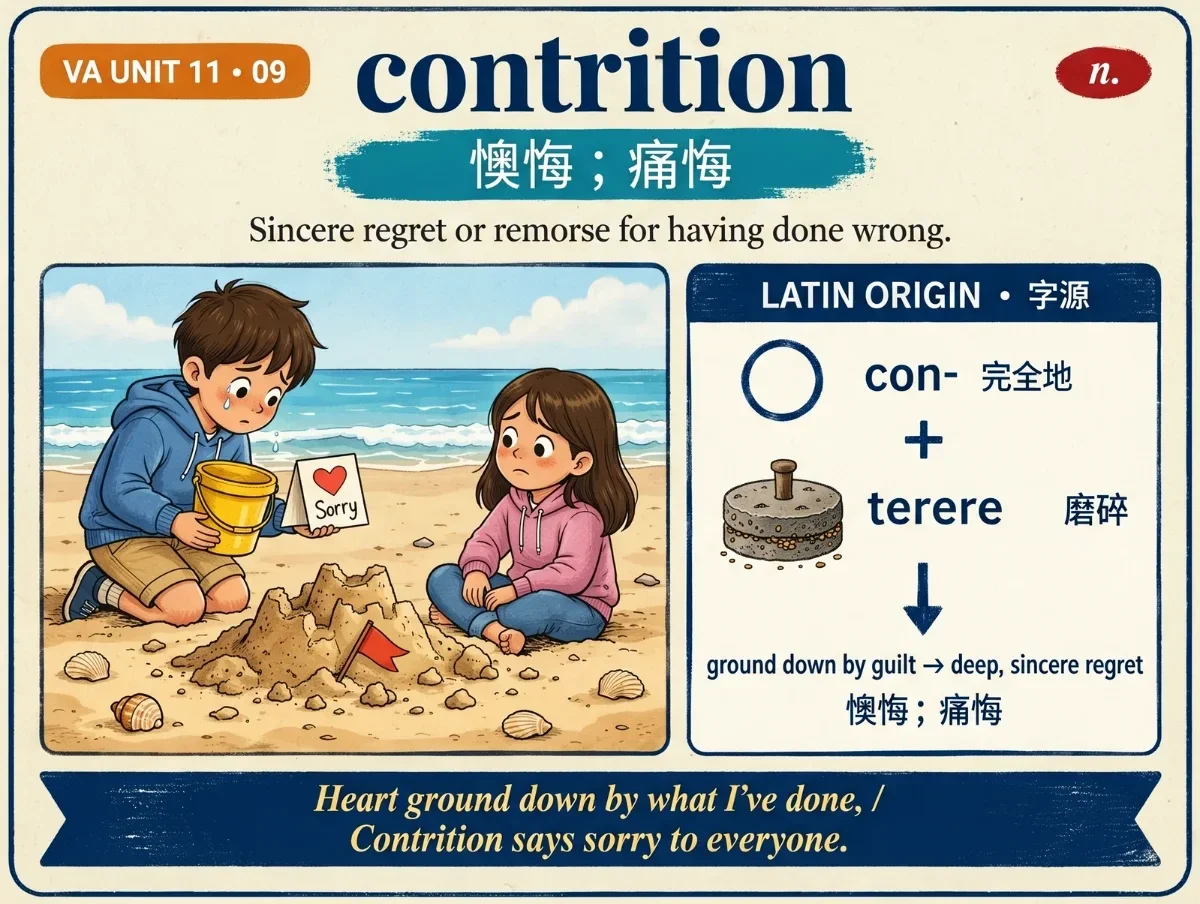 VA UNIT 11 • 09
contrition
n.
懊悔；痛悔
Sincere regret or remorse for having done wrong.
Sorry
LATIN ORIGIN • 字源
con- 完全地
+
terere 磨碎
ground down by guilt → deep, sincere regret
懊悔；痛悔
Heart ground down by what I've done, /
Contrition says sorry to everyone.